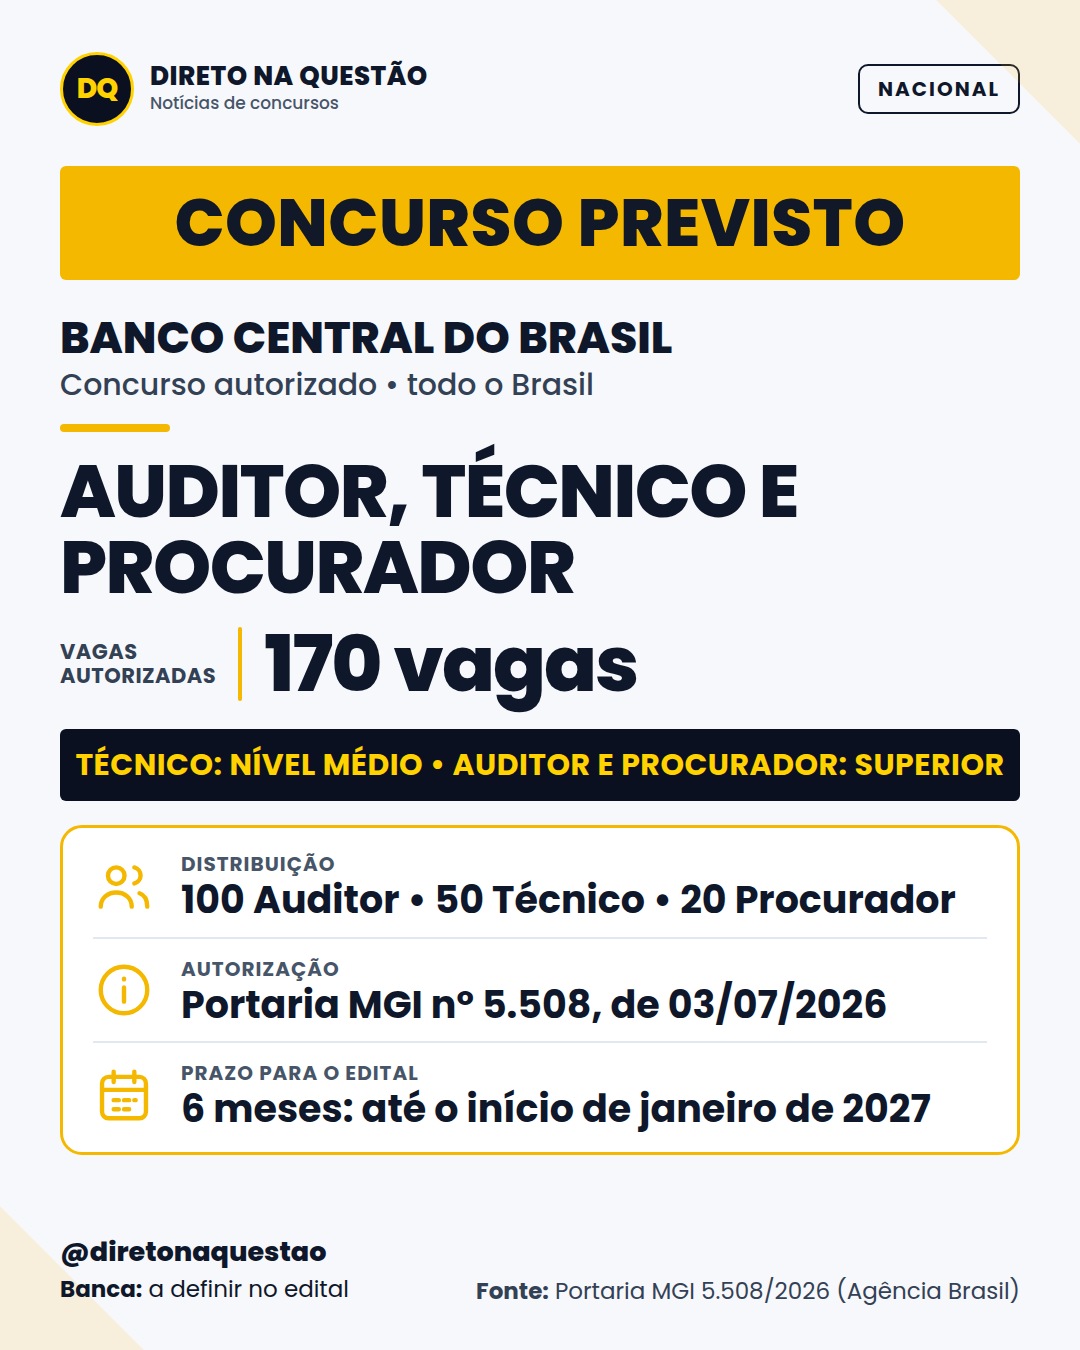 DQ
DIRETO NA QUESTÃO
Notícias de concursos
NACIONAL
CONCURSO PREVISTO
BANCO CENTRAL DO BRASIL
Concurso autorizado • todo o Brasil
AUDITOR, TÉCNICO E
PROCURADOR
VAGAS
AUTORIZADAS
170 vagas
TÉCNICO: NÍVEL MÉDIO • AUDITOR E PROCURADOR: SUPERIOR
DISTRIBUIÇÃO
100 Auditor • 50 Técnico • 20 Procurador
AUTORIZAÇÃO
Portaria MGI nº 5.508, de 03/07/2026
PRAZO PARA O EDITAL
6 meses: até o início de janeiro de 2027
@diretonaquestao
Banca: a definir no edital
Fonte: Portaria MGI 5.508/2026 (Agência Brasil)